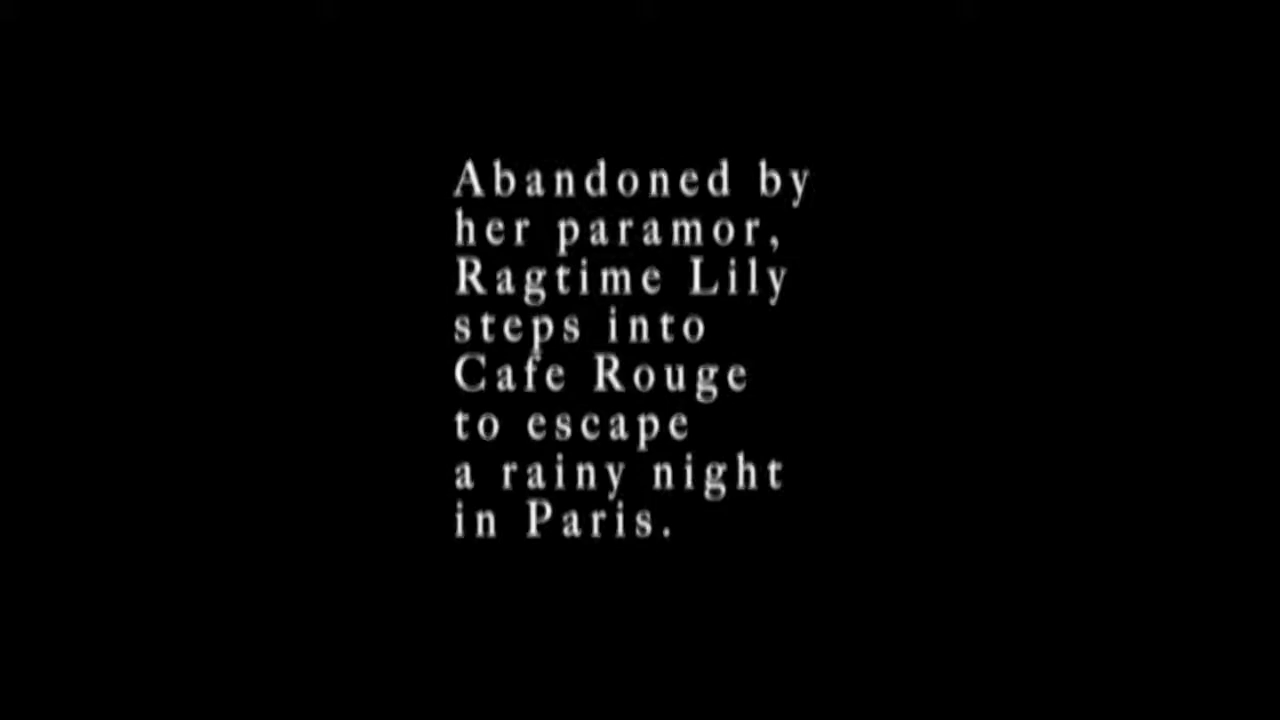 Abandoned by
her paramor,
Ragtime Lily
steps into
Cafe Rouge
to escape
a rainy night
in Paris.